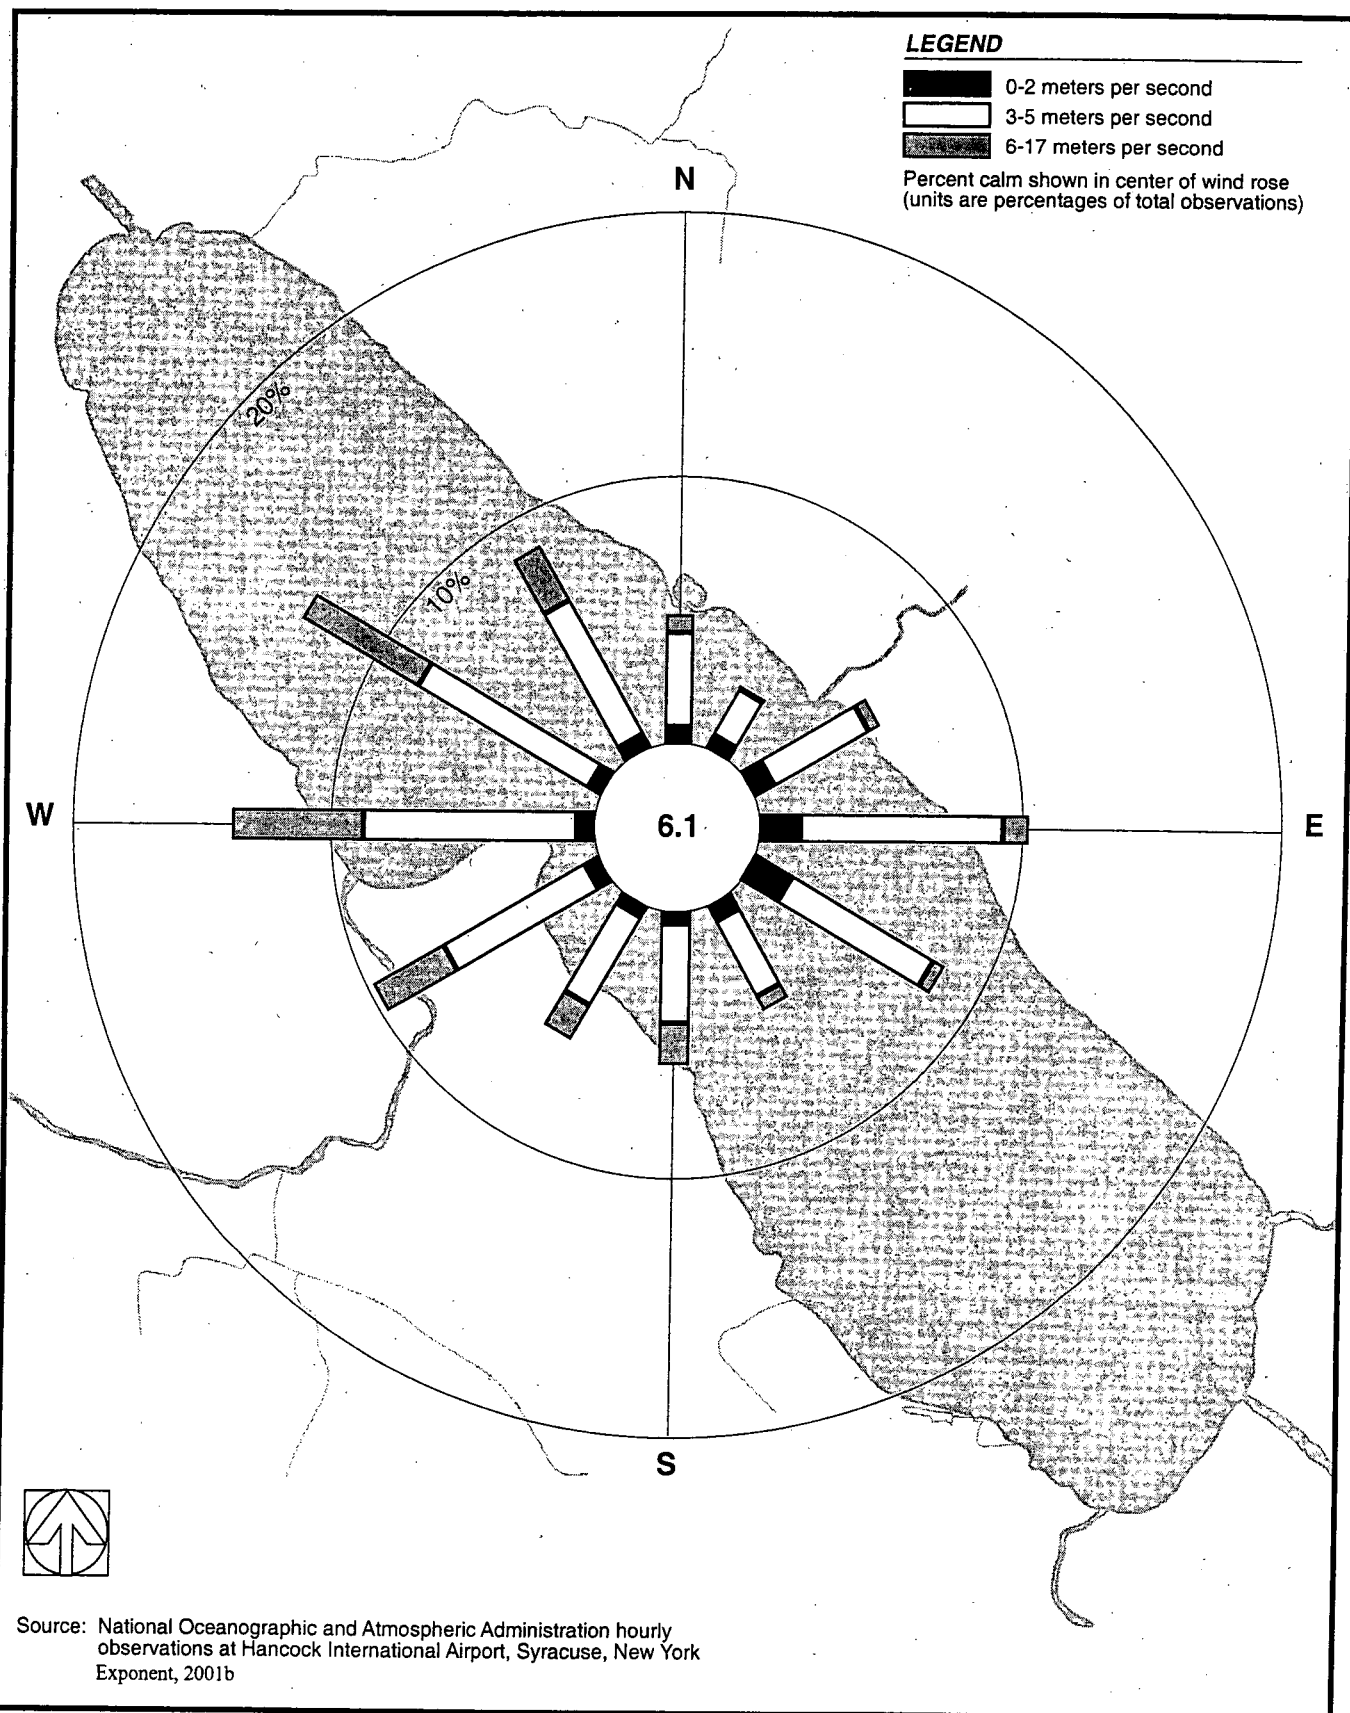 LEGEND
0-2 meters per second
3-5 meters per second
6-17 meters per second
Percent calm shown in center of wind rose
(units are percentages of total observations)
N
20%
10%
W
6.1
E
S
Source: National Oceanographic and Atmospheric Administration hourly
observations at Hancock International Airport, Syracuse, New York
Exponent, 2001b